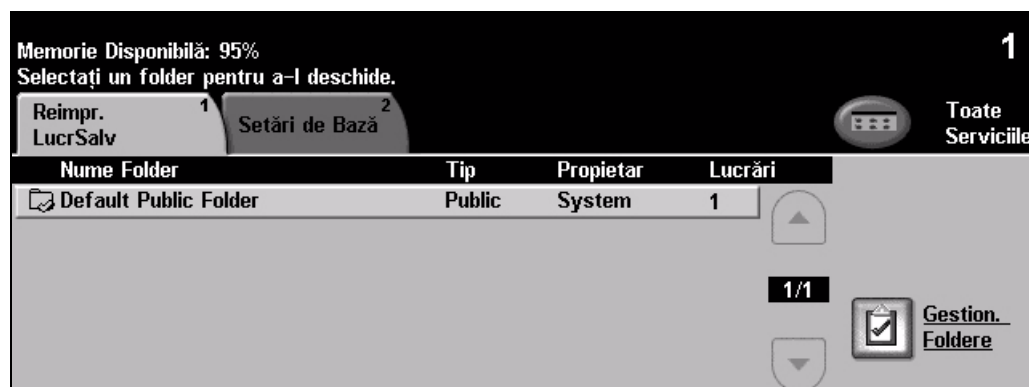 Memorie Disponibilă: 95%
1
Selectați un folder pentru a-l deschide.
Reimpr.
LucrSalv
1
Setări de Bază
2
Toate
Serviciile
Nume Folder Tip Propietar Lucrări
Default Public Folder Public System 1
1/1
Gestion.
Foldere